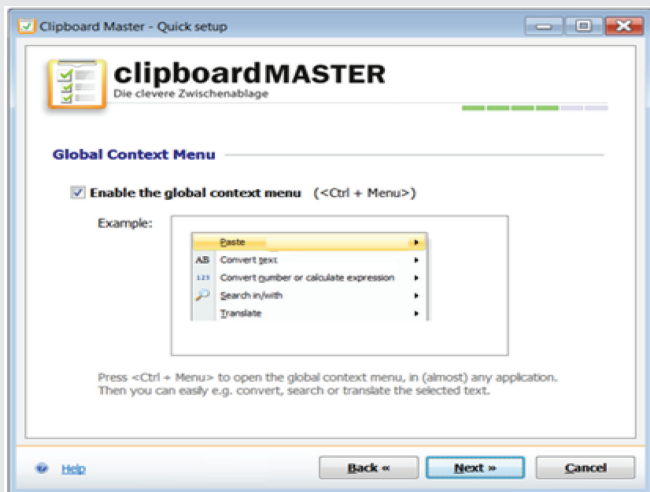 Clipboard Master - Quick setup
clipboardMASTER
Die clevere Zwischenablage
Global Context Menu
Enable the global context menu (<Ctrl + Menu>)
Example:
Paste
AB Convert text
123 Convert number or calculate expression
Search in/with
Translate
Press <Ctrl + Menu> to open the global context menu, in (almost) any application.
Then you can easily e.g. convert, search or translate the selected text.
Help Back « Next » Cancel